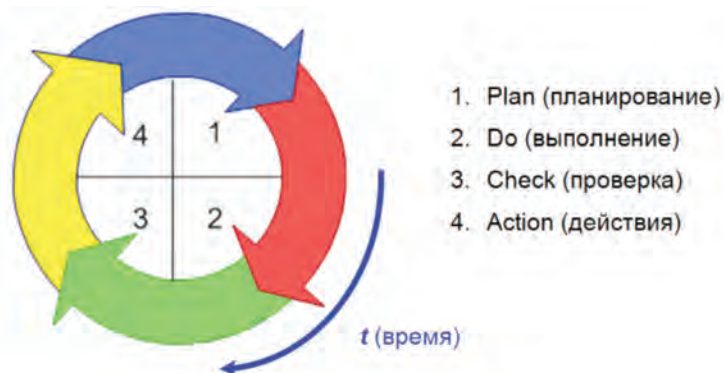 4 1
3 2
1. Plan (планирование)
2. Do (выполнение)
3. Check (проверка)
4. Action (действия)
t (время)